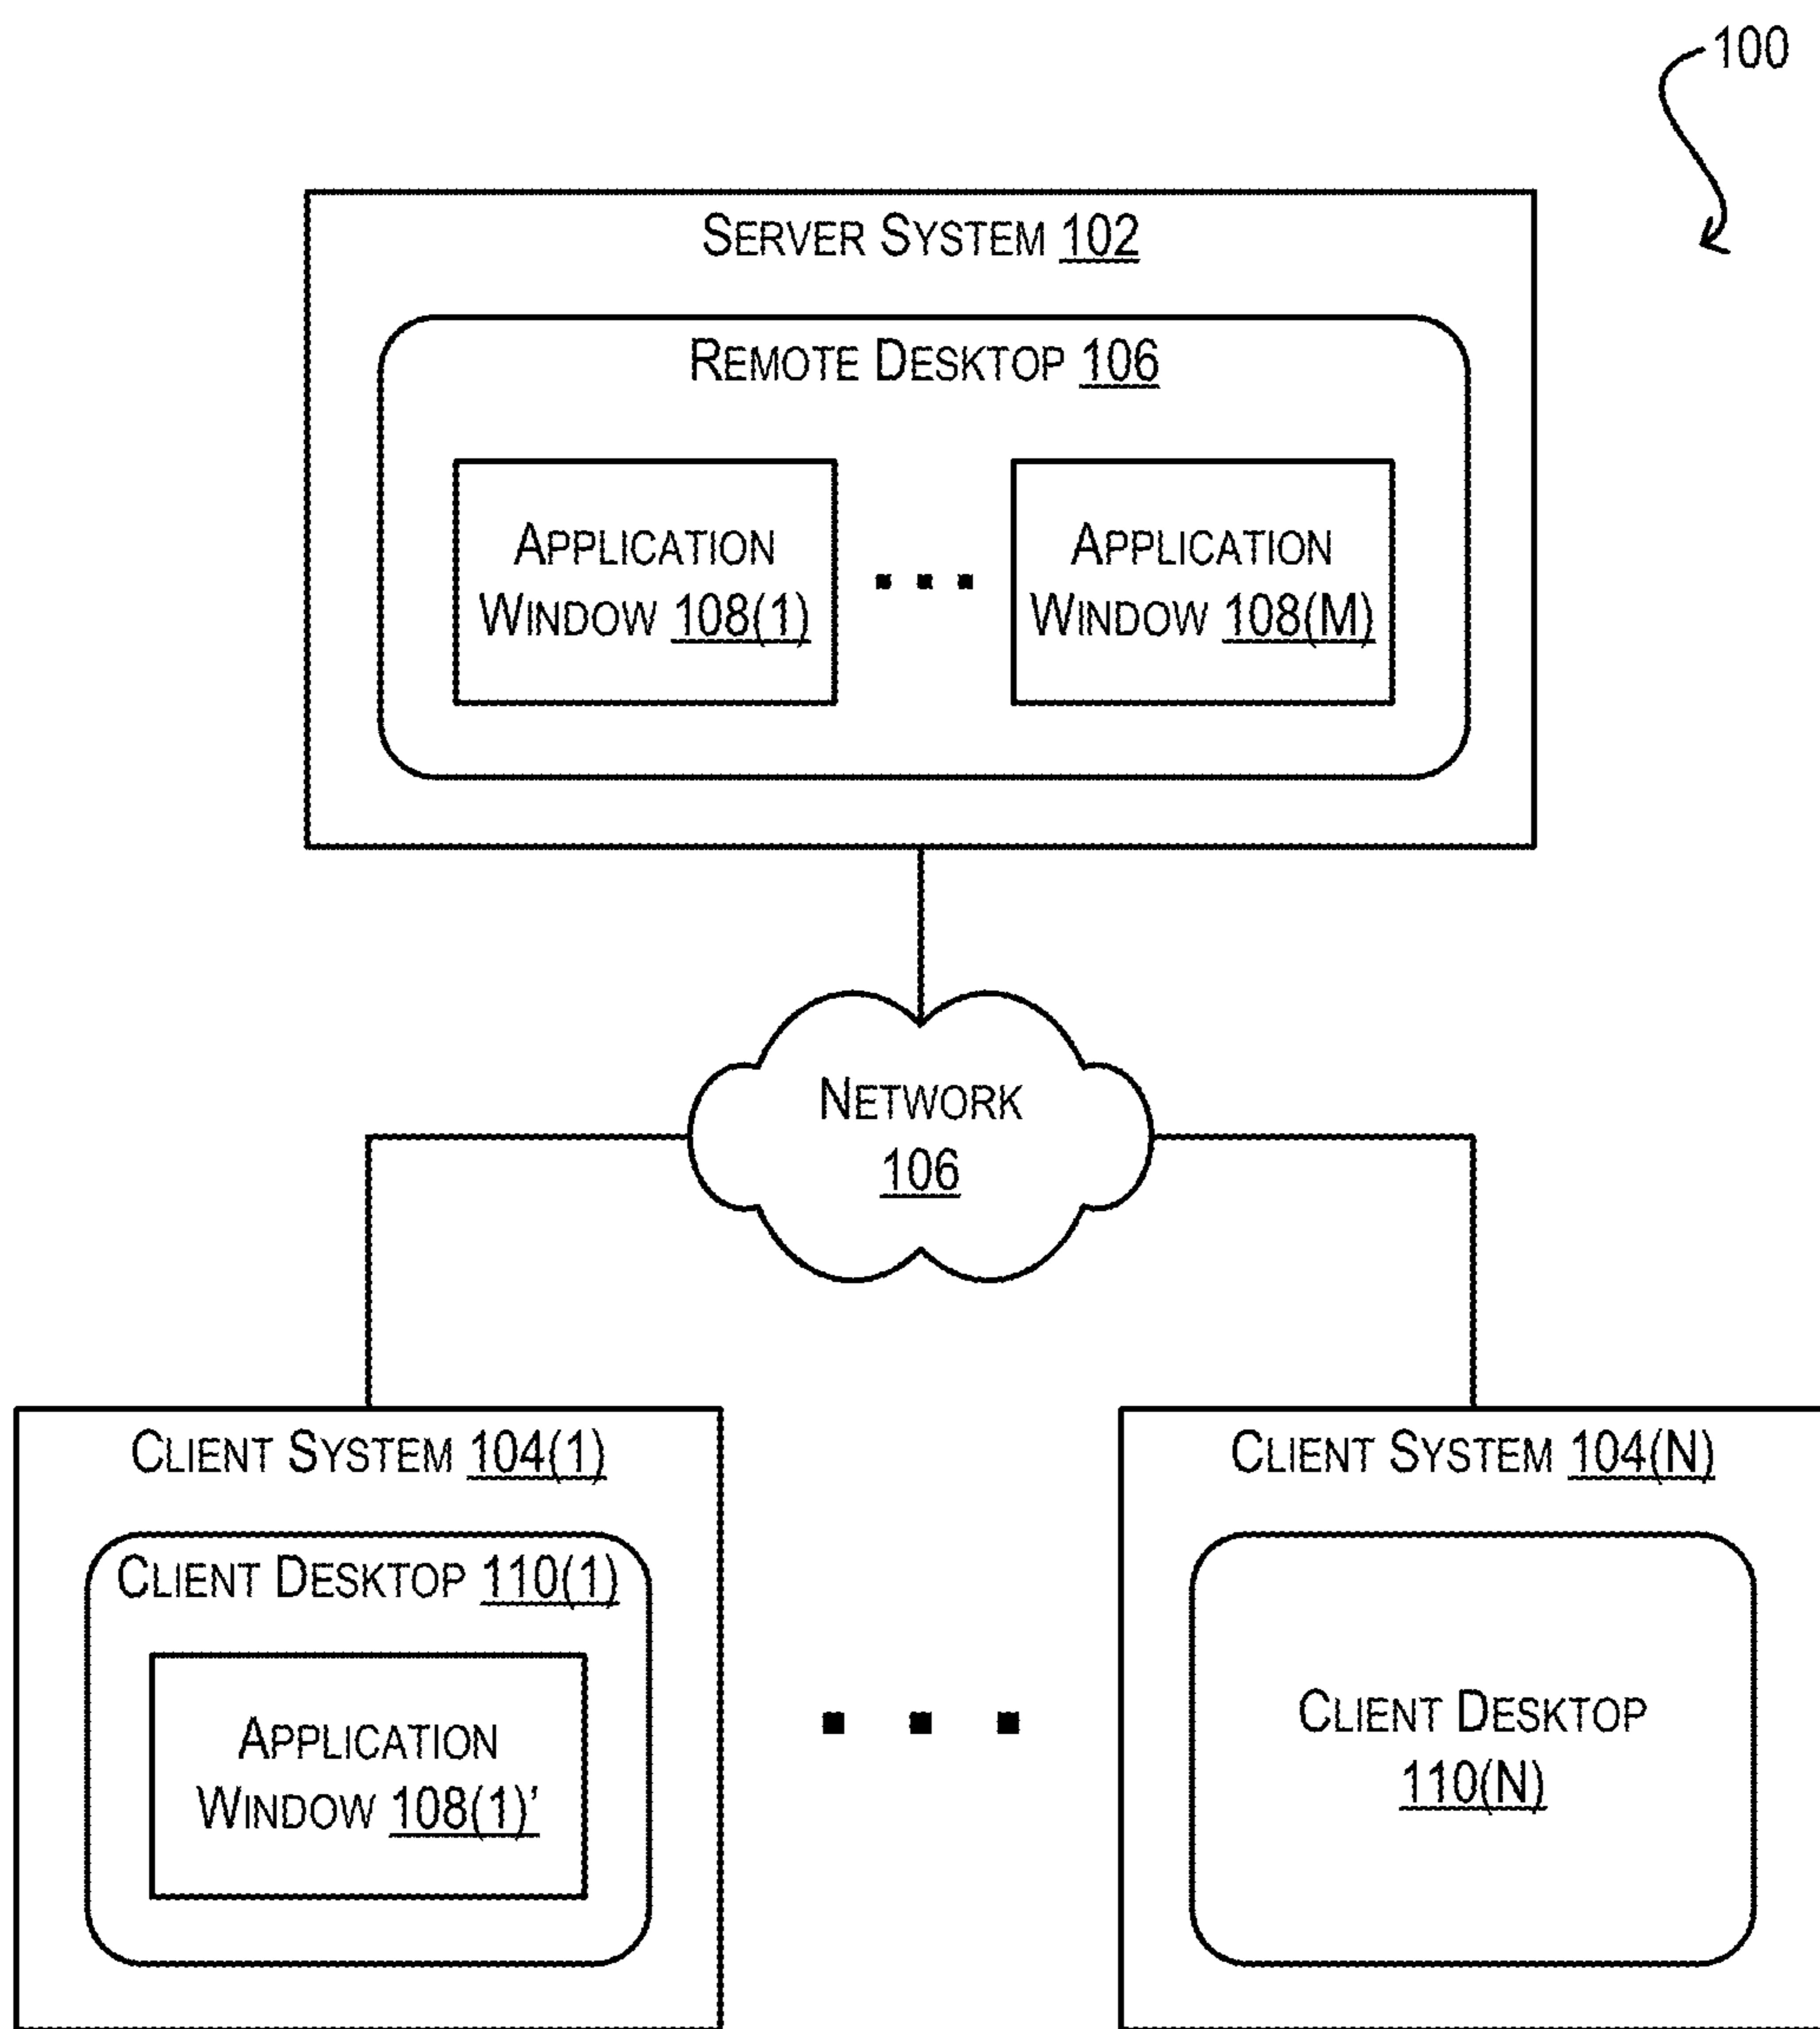 100
SERVER SYSTEM 102
REMOTE DESKTOP 106
APPLICATION
WINDOW 108(1)
APPLICATION
WINDOW 108(M)
NETWORK
106
CLIENT SYSTEM 104(1)
CLIENT DESKTOP 110(1)
APPLICATION
WINDOW 108(1)’
CLIENT SYSTEM 104(N)
CLIENT DESKTOP
110(N)